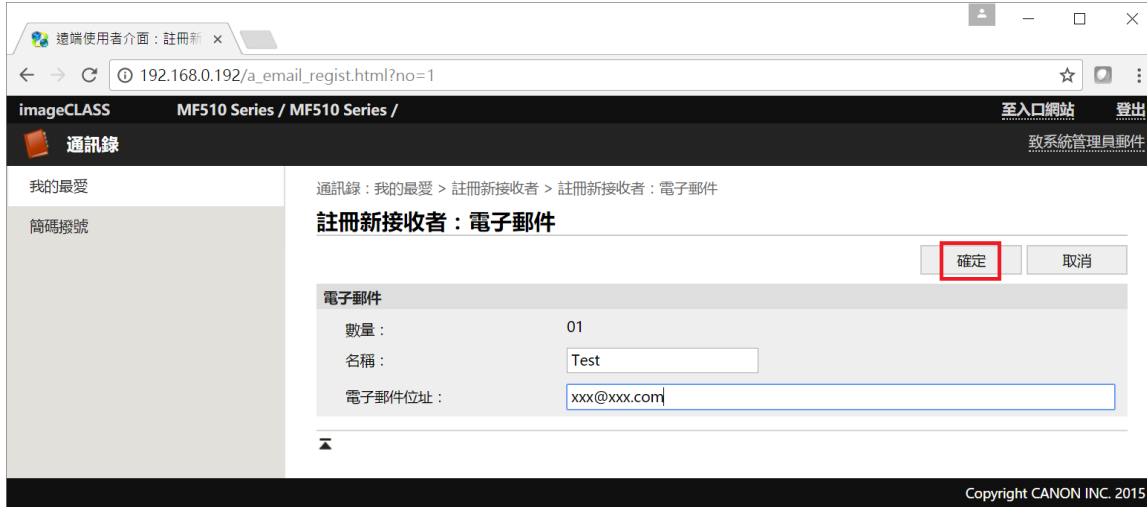 遠端使用者介面：註冊新
192.168.0.192/a_email_regist.html?no=1
imageCLASS MF510 Series / MF510 Series / 至入口網站 登出
通訊錄 致系統管理員郵件
我的最愛
簡碼撥號
通訊錄：我的最愛 > 註冊新接收者 > 註冊新接收者：電子郵件
註冊新接收者：電子郵件
確定 取消
電子郵件
數量： 01
名稱： Test
電子郵件位址： xxx@xxx.com
Copyright CANON INC. 2015